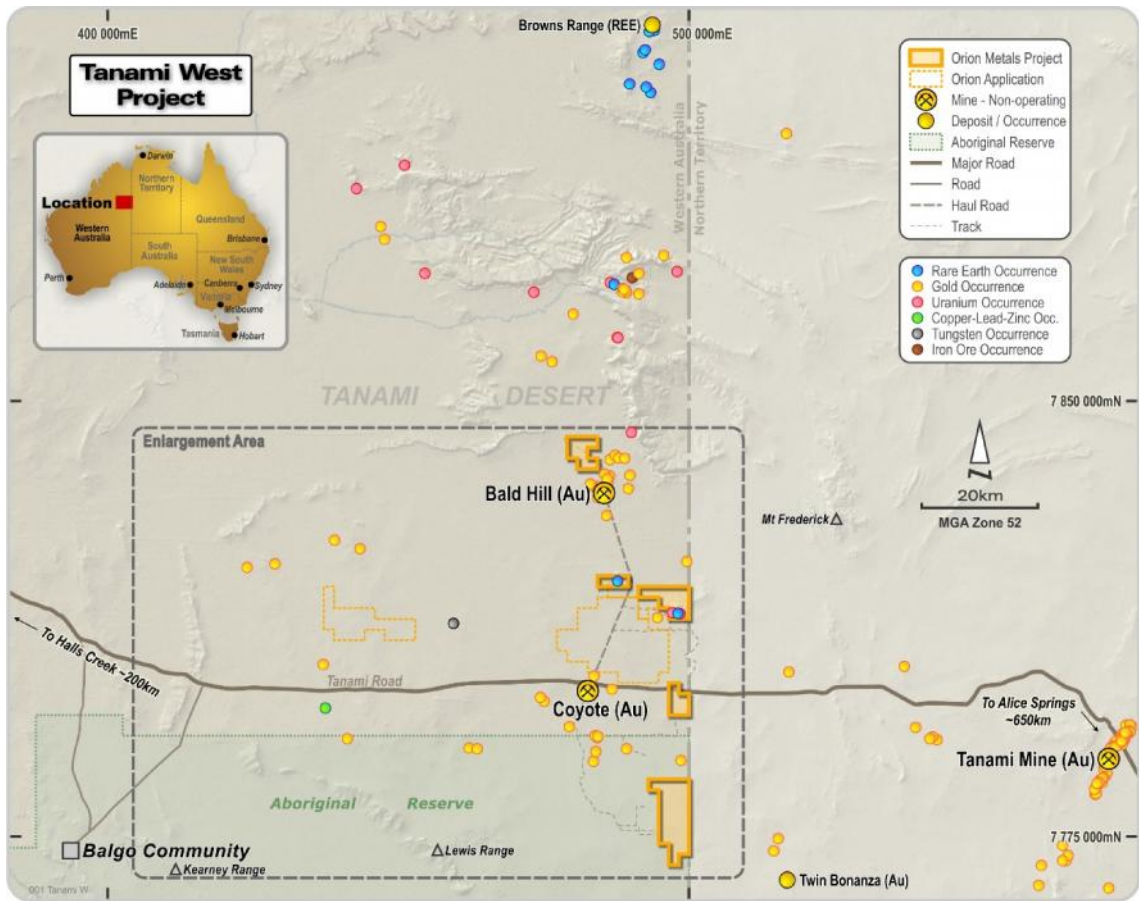 400 000mE
Browns Range (REE)
500 000mE
Tanami West
Project
Orion Metals Project
Orion Application
Mine - Non-operating
Deposit / Occurrence
Aboriginal Reserve
Major Road
Road
Haul Road
Track
Darwin
Northern
Territory
Location
Western
Australia
Queensland
South
Australia
Brisbane
New South
Wales
Perth
Adelaide
Canberra
Sydney
Victoria
Melbourne
Tasmania
Hobart
Western Australia
Northern Territory
Rare Earth Occurrence
Gold Occurrence
Uranium Occurrence
Copper-Lead-Zinc Occ.
Tungsten Occurrence
Iron Ore Occurrence
TANAMI DESERT
7 850 000mN
Enlargement Area
Bald Hill (Au)
N
20km
MGA Zone 52
Mt Frederick
To Halls Creek ~200km
Tanami Road
Coyote (Au)
To Alice Springs
~650km
Tanami Mine (Au)
Aboriginal Reserve
7 775 000mN
Balgo Community
Lewis Range
Kearney Range
Twin Bonanza (Au)
001 Tanami W